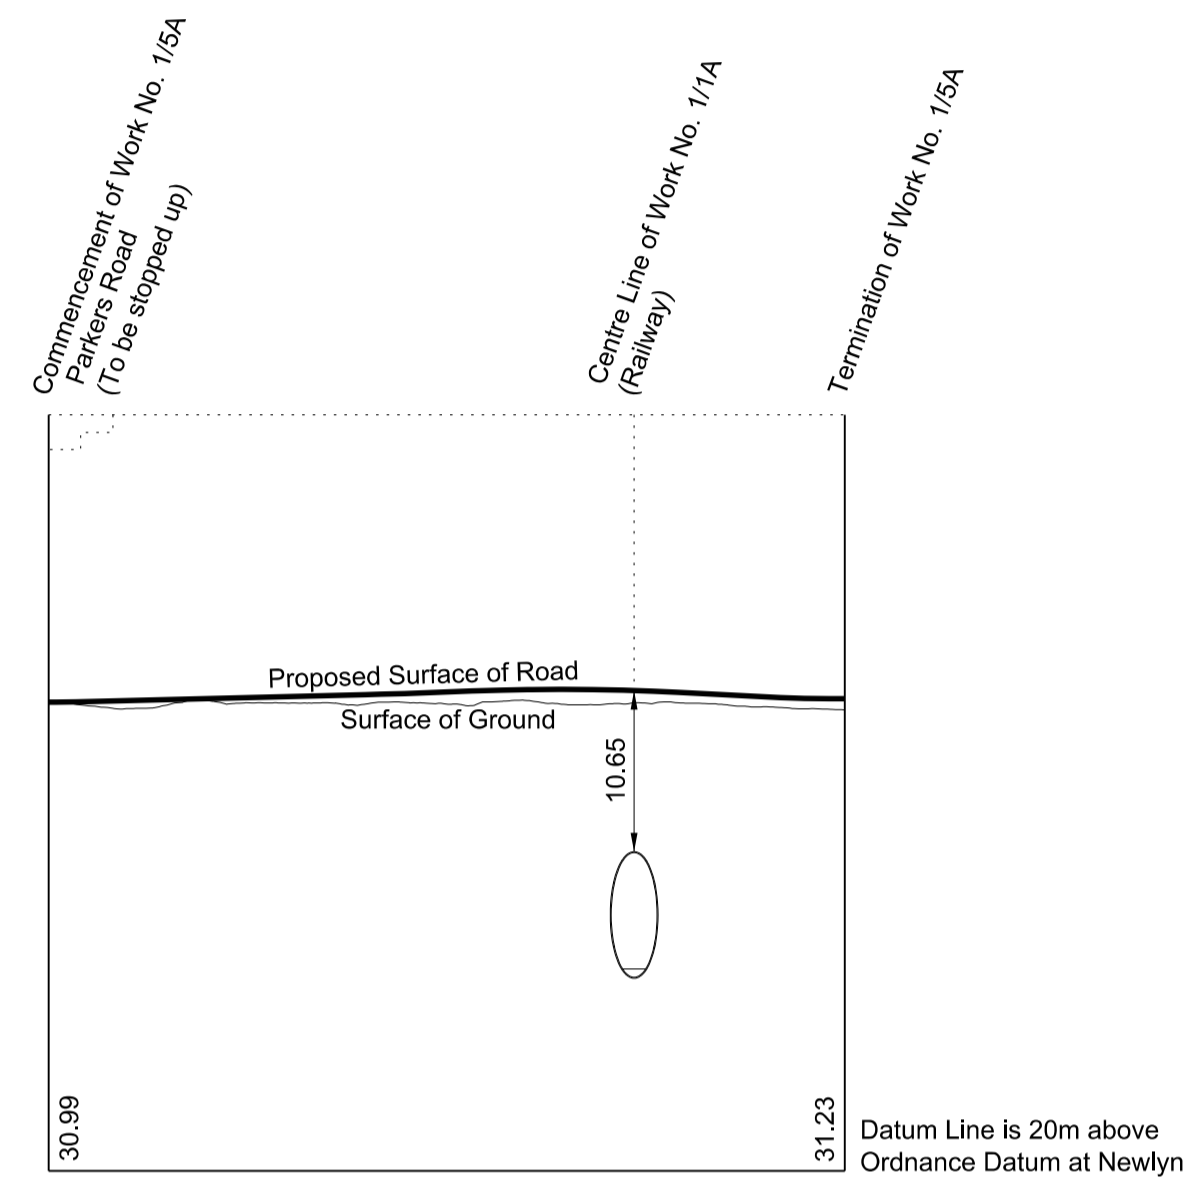 Commencement of Work No. 1/5A
Parkers Road
(To be stopped up)
Centre Line of Work No. 1/1A
(Railway)
Termination of Work No. 1/5A
Proposed Surface of Road
Surface of Ground
10.65
30.99
31.23
Datum Line is 20m above
Ordnance Datum at Newlyn